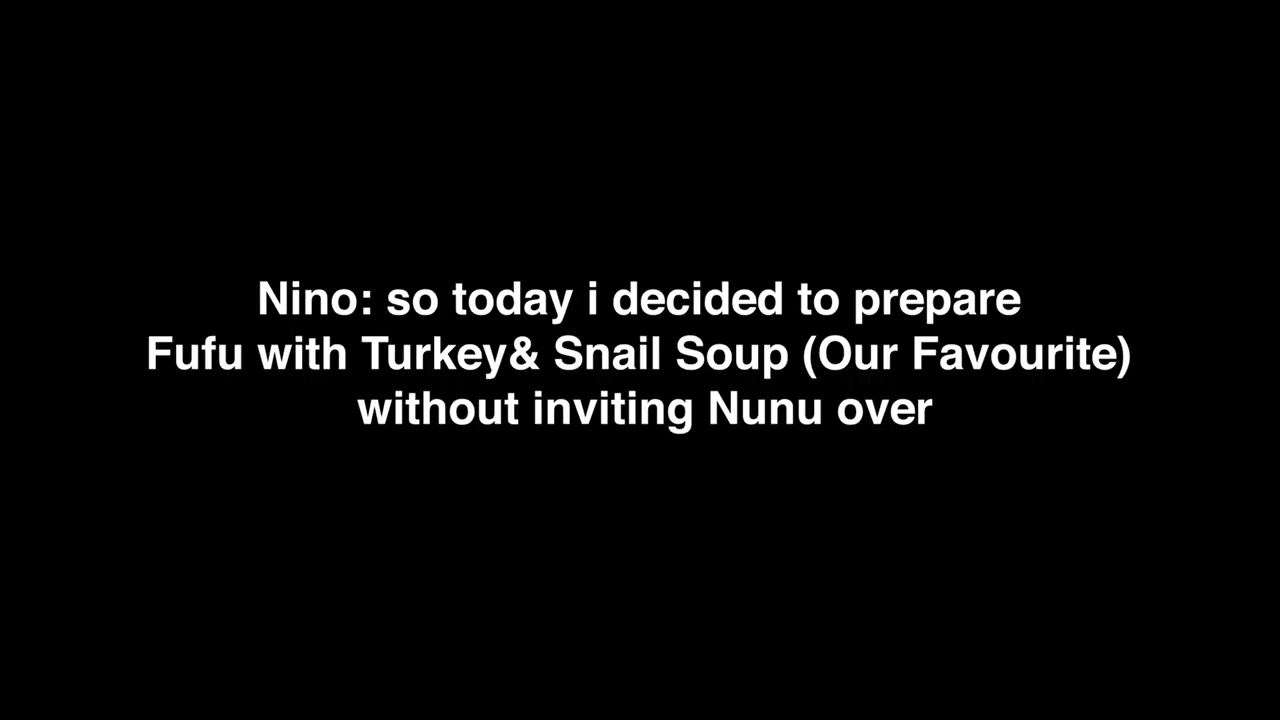 Nino: so today i decided to prepare
Fufu with Turkey& Snail Soup (Our Favourite)
without inviting Nunu over